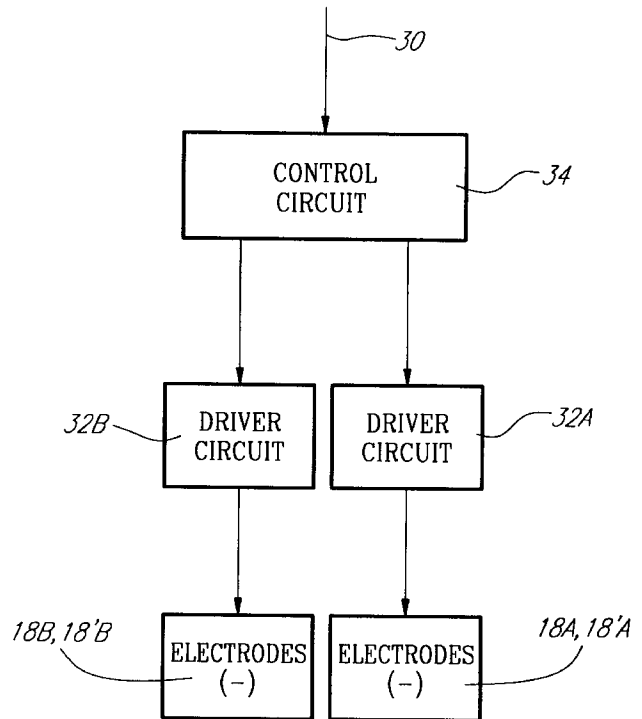 30
CONTROL
CIRCUIT
34
32B
DRIVER
CIRCUIT
DRIVER
CIRCUIT
32A
18B, 18'B
ELECTRODES
(-)
ELECTRODES
(-)
18A, 18'A